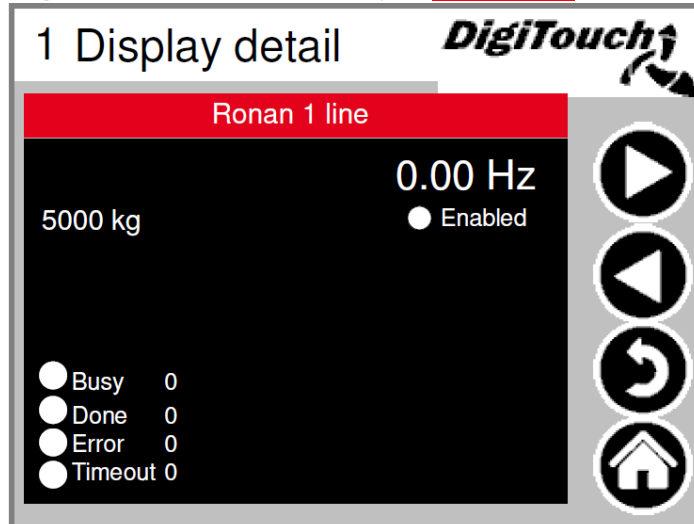 1 Display detail
DigiTouch
Ronan 1 line
0.00 Hz
5000 kg
Enabled
Busy 0
Done 0
Error 0
Timeout 0